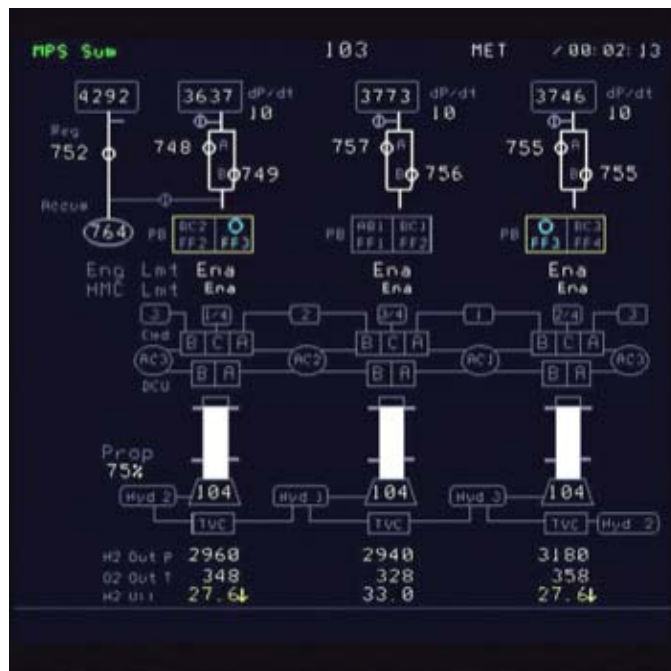 MPS Sum 103 MET /00:02:13
4292 3637 dP/dt 3773 dP/dt 3746 dP/dt
10 10 10
Reg
752 748 A 757 A 755 A
B 749 B 756 B 755
Accum
764 PB BC2 PB AB1 BC1 PB BC3
FF2 FF3 FF1 FF2 FF3 FF4
Eng Lmt Ena Ena Ena
HMC Lmt Ena Ena Ena
3 1/4 2 3/4 1 2/4 3
Cmd B C A B C A B C A
AC3 AC2 AC1 AC3
B A B A B A
DCU
Prop
75%
Hyd 2 104 Hyd 1 104 Hyd 3 104
TVC TVC TVC Hyd 2
H2 Out P 2960 2940 3180
O2 Out T 348 328 358
H2 Ull 27.6↓ 33.0 27.6↓